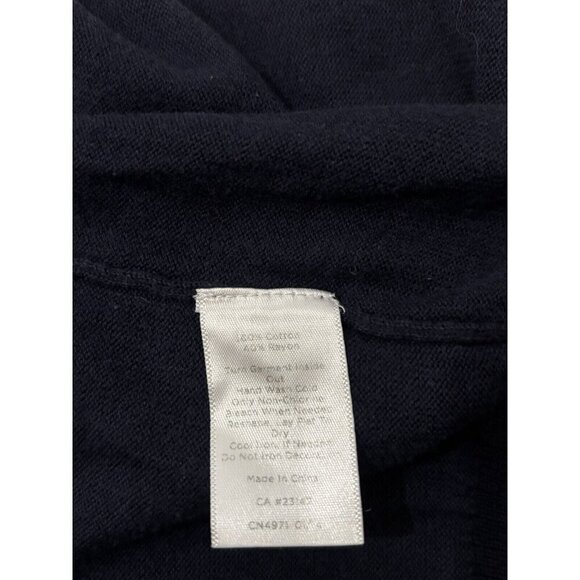 Cotton
40% Rayon
Turn Garment Inside
Out
Hand Wash Cold
Only Non-Chlorine
Bleach When Needed
Reshape, Lay Flat To
Dry
Cool Iron, If Needed
Do Not Iron Decoration
Made In China
CA #23147
CN4971